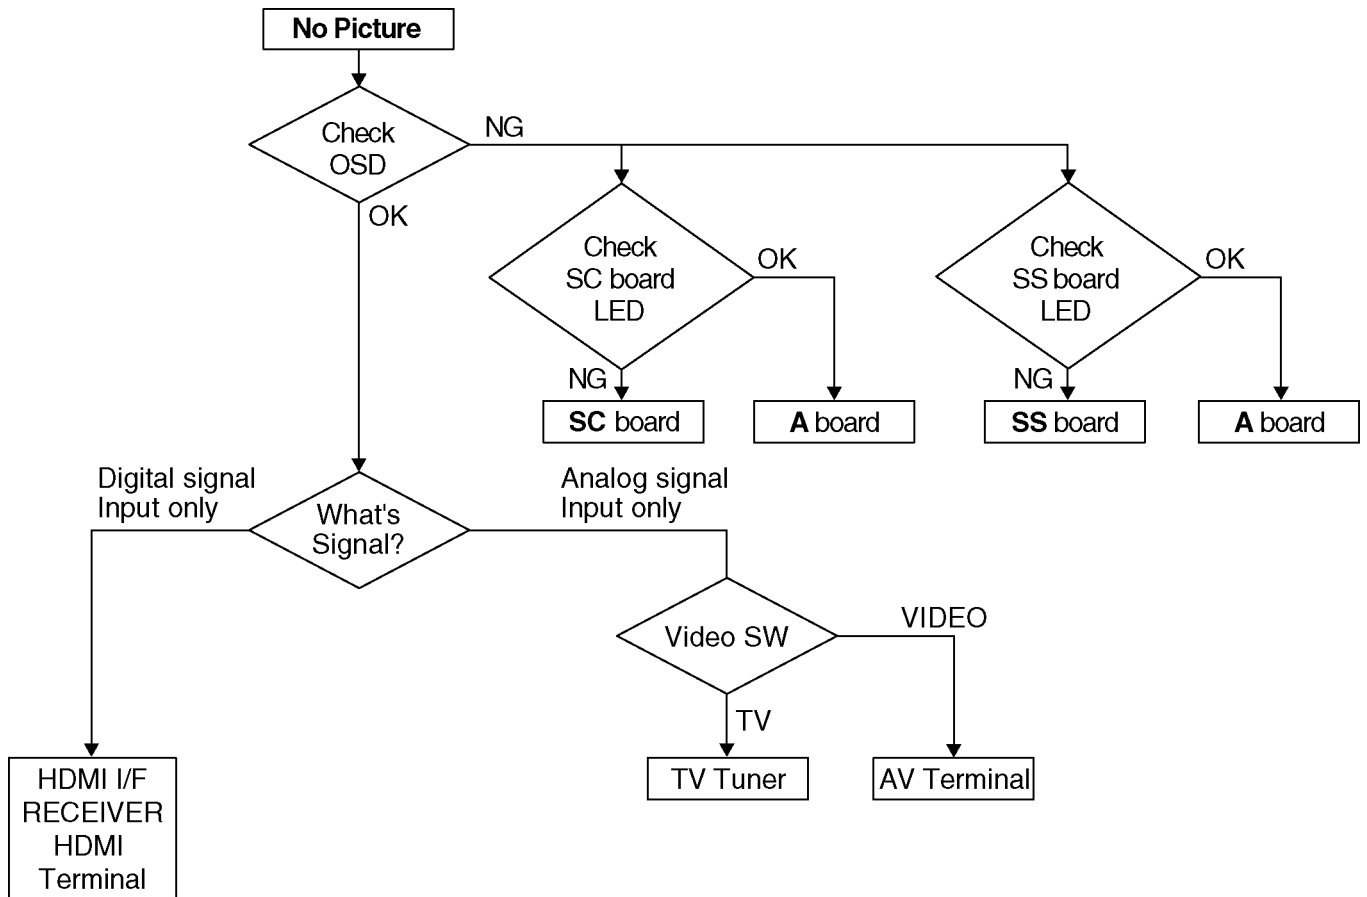 No Picture
Check
OSD
NG
OK
Check
SC board
LED
OK
NG
SC board
A board
Check
SS board
LED
OK
NG
SS board
A board
What's
Signal?
Digital signal
Input only
Analog signal
Input only
Video SW
VIDEO
TV
HDMI I/F
RECEIVER
HDMI
Terminal
TV Tuner
AV Terminal